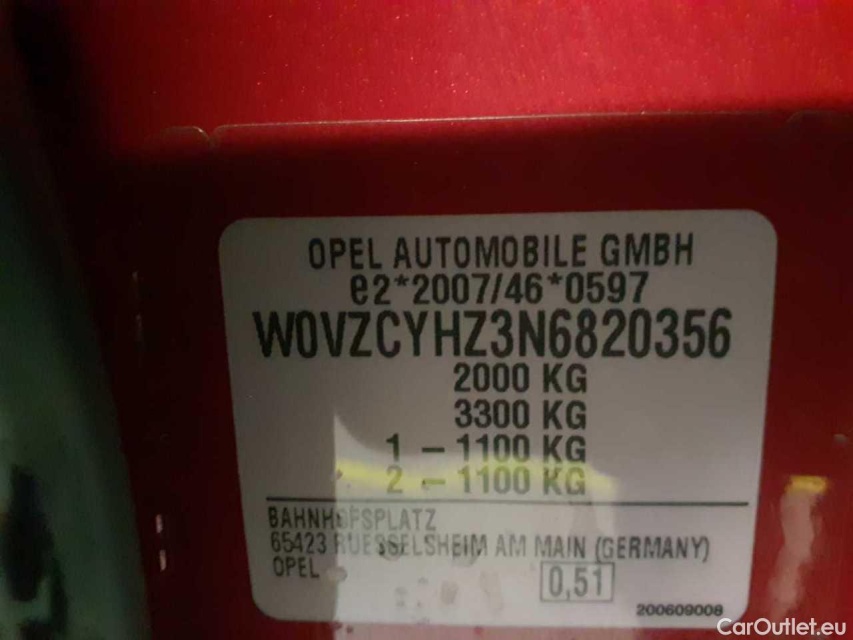 OPEL AUTOMOBILE GMBH
e2*2007/46*0597
W0VZCYHZ3N6820356
2000 KG
3300 KG
1 - 1100 KG
2 - 1100 KG
BAHNHOFSPLATZ
65423 RUESSELSHEIM AM MAIN (GERMANY)
OPEL
0,51
200609008
CarOutlet.eu